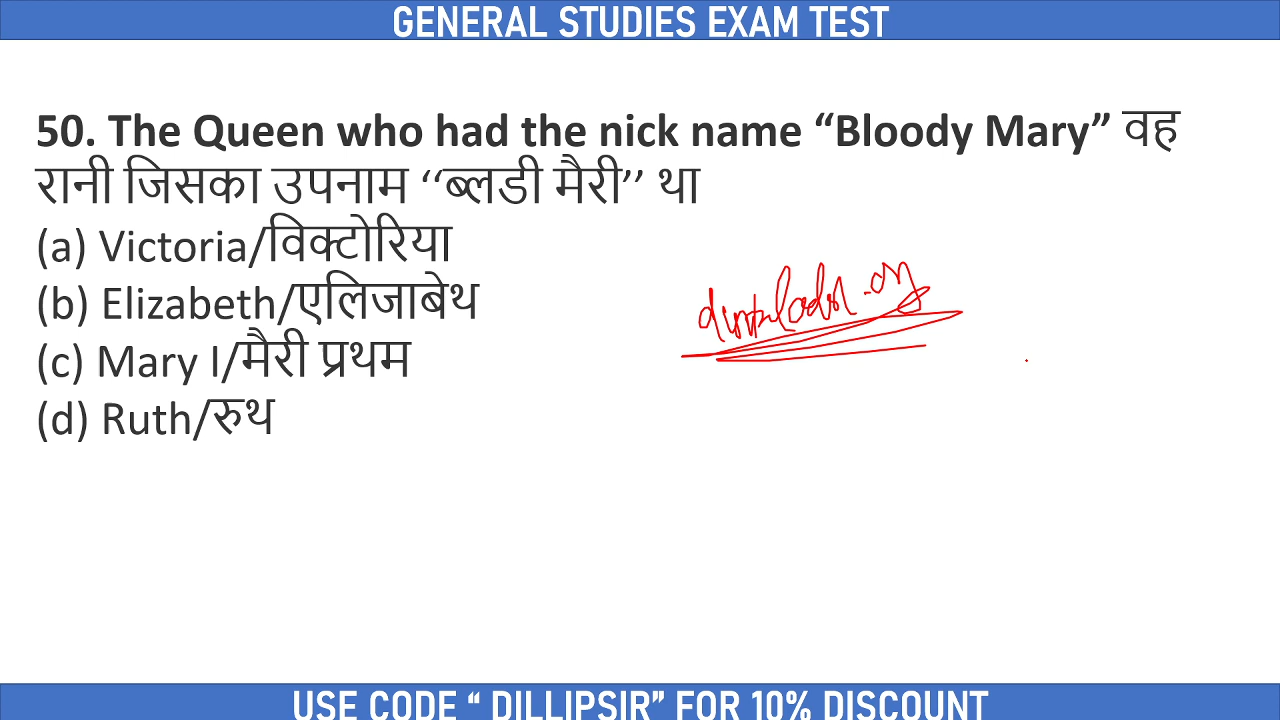 GENERAL STUDIES EXAM TEST
50. The Queen who had the nick name “Bloody Mary” वह
रानी जिसका उपनाम ‘‘ब्लडी मैरी’’ था
(a) Victoria/विक्टोरिया
(b) Elizabeth/एलिजाबेथ
(c) Mary I/मैरी प्रथम
(d) Ruth/रुथ
USE CODE “ DILLIPSIR” FOR 10% DISCOUNT